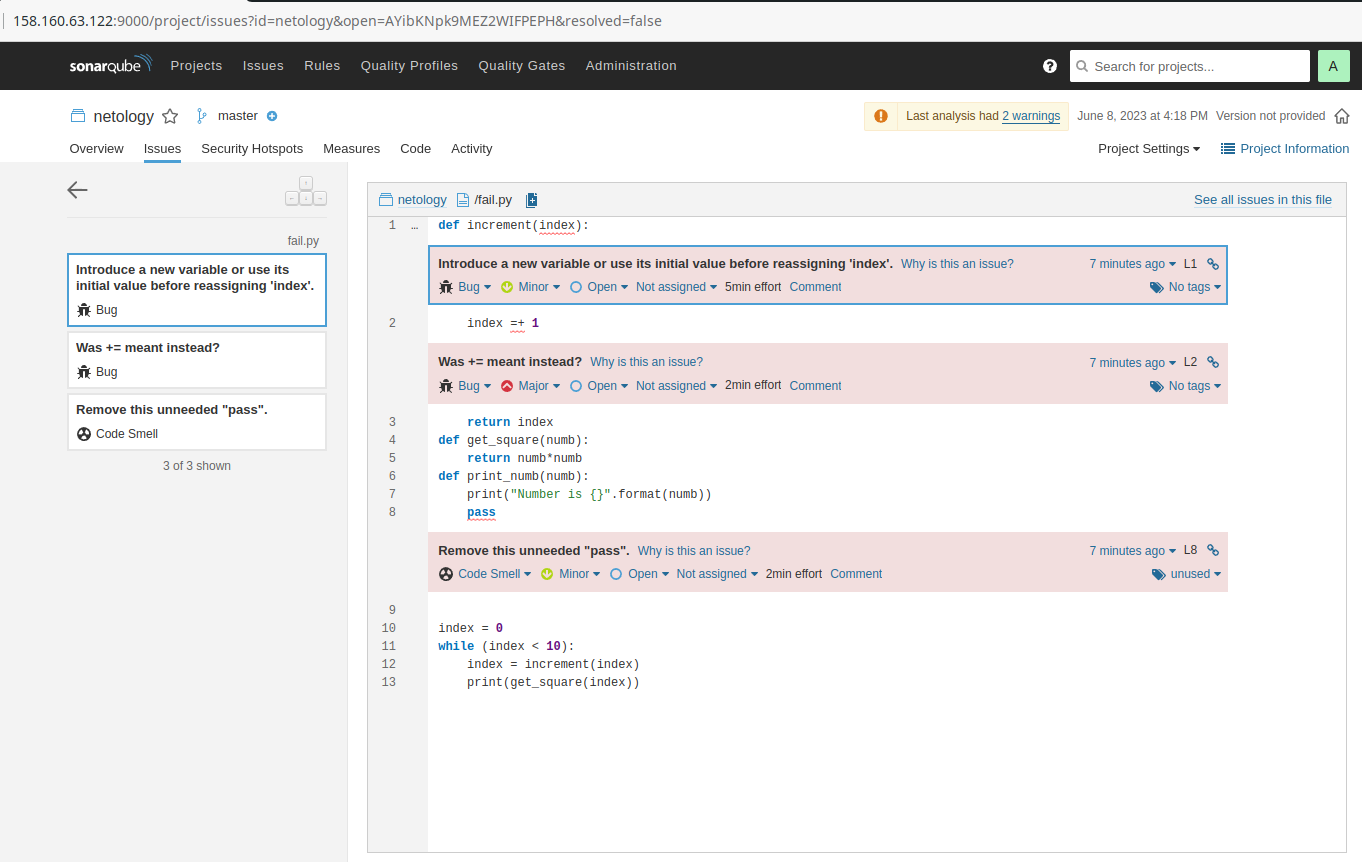 158.160.63.122:9000/project/issues?id=netology&open=AYibKNpk9MEZ2WIFPEPH&resolved=false
sonarqube Projects Issues Rules Quality Profiles Quality Gates Administration ? Search for projects... A
netology master Last analysis had 2 warnings June 8, 2023 at 4:18 PM Version not provided
Overview Issues Security Hotspots Measures Code Activity Project Settings Project Information
fail.py
Introduce a new variable or use its
initial value before reassigning 'index'.
Bug
Was += meant instead?
Bug
Remove this unneeded "pass".
Code Smell
3 of 3 shown
netology /fail.py See all issues in this file
1 … def increment(index):
Introduce a new variable or use its initial value before reassigning 'index'. Why is this an issue? 7 minutes ago L1
Bug Minor Open Not assigned 5min effort Comment No tags
2 index =+ 1
Was += meant instead? Why is this an issue? 7 minutes ago L2
Bug Major Open Not assigned 2min effort Comment No tags
3 return index
4 def get_square(numb):
5 return numb*numb
6 def print_numb(numb):
7 print("Number is {}".format(numb))
8 pass
Remove this unneeded "pass". Why is this an issue? 7 minutes ago L8
Code Smell Minor Open Not assigned 2min effort Comment unused
9
10 index = 0
11 while (index < 10):
12 index = increment(index)
13 print(get_square(index))